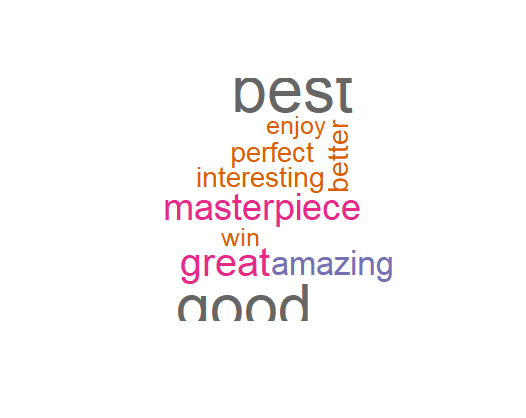 best
enjoy
better
perfect
interesting
masterpiece
win
great amazing
good